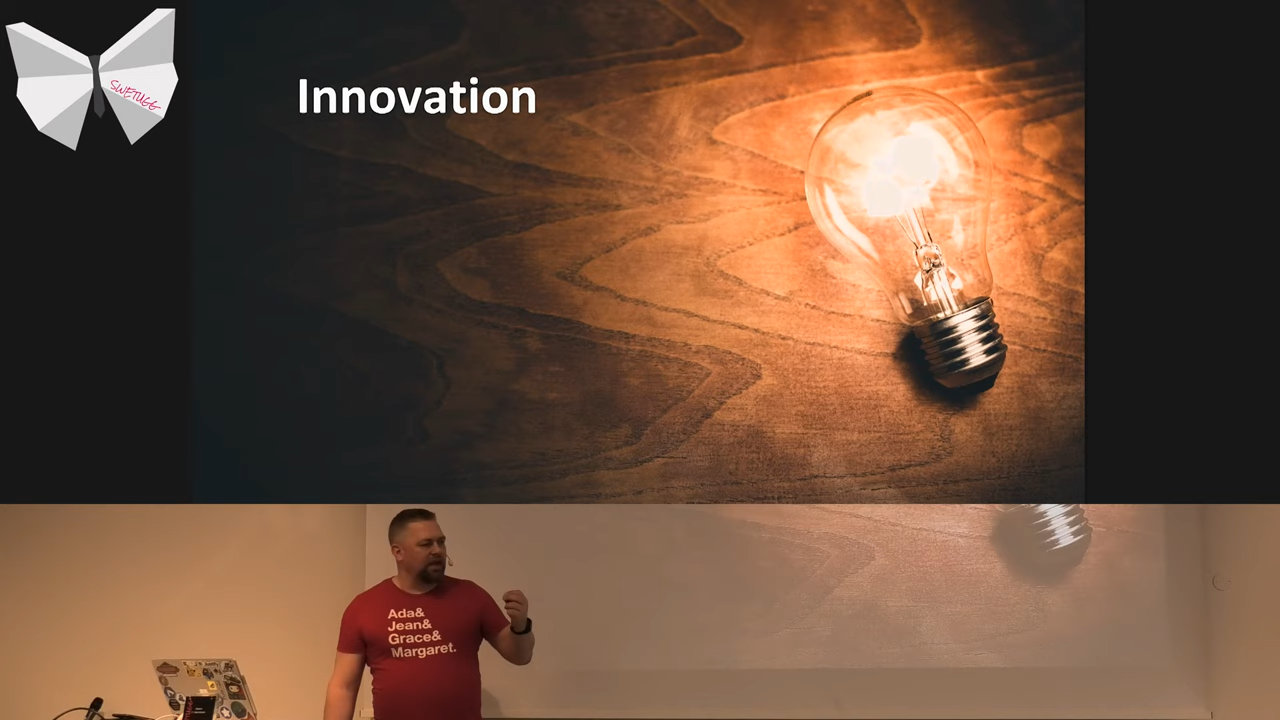 SWETUGG
Innovation
Ada&
Jean&
Grace&
Margaret.